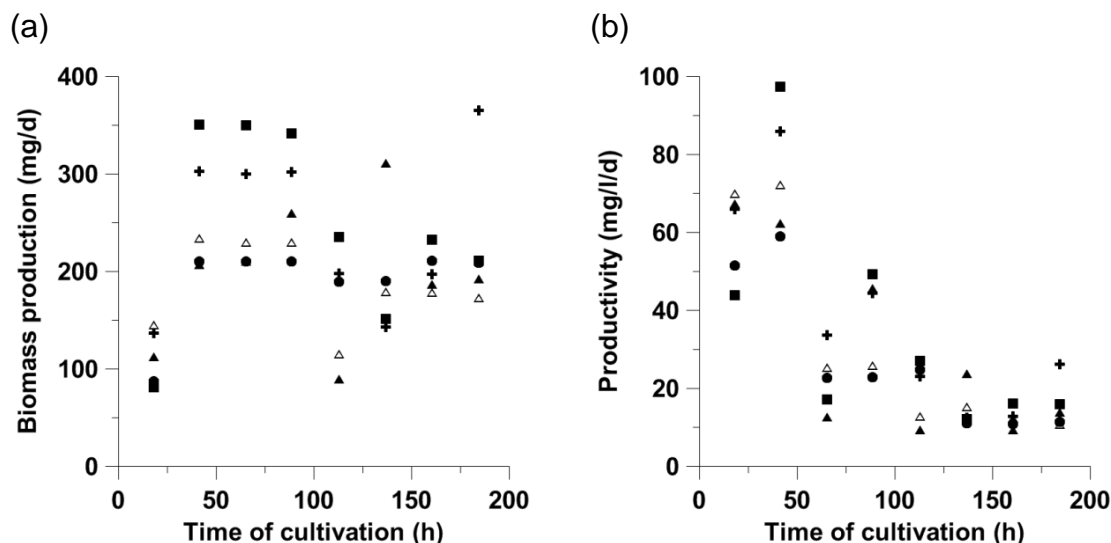 (a)
Biomass production (mg/d)
400
300
200
100
0
0 50 100 150 200
Time of cultivation (h)
(b)
Productivity (mg/l/d)
100
80
60
40
20
0
0 50 100 150 200
Time of cultivation (h)